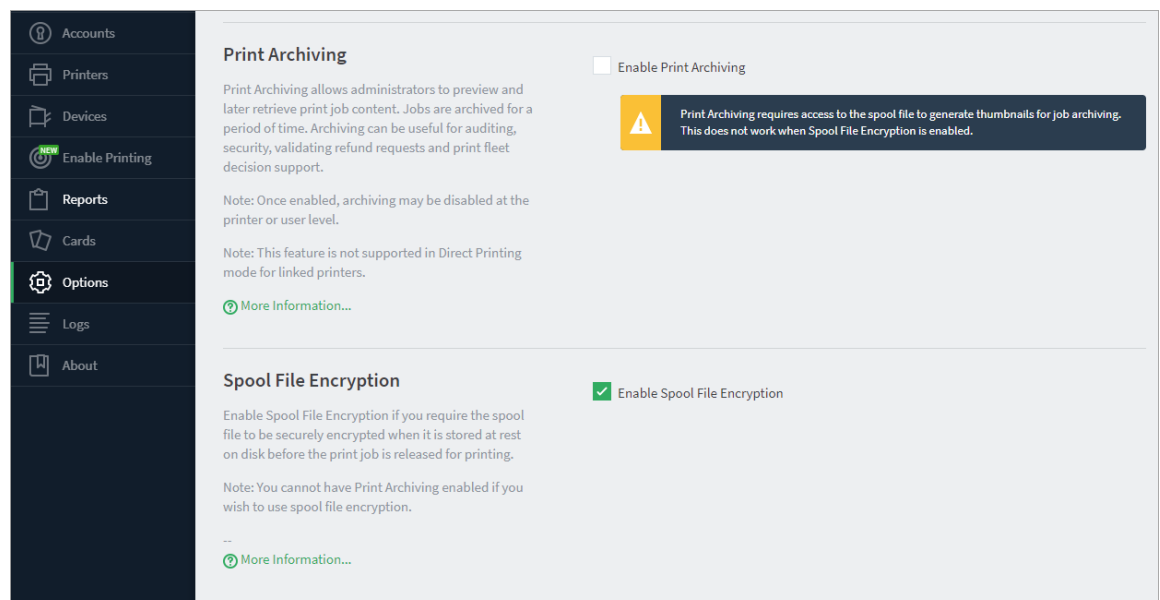 Accounts
Printers
Devices
NEW
Enable Printing
Reports
Cards
Options
Logs
About
Print Archiving
Print Archiving allows administrators to preview and
later retrieve print job content. Jobs are archived for a
period of time. Archiving can be useful for auditing,
security, validating refund requests and print fleet
decision support.
Note: Once enabled, archiving may be disabled at the
printer or user level.
Note: This feature is not supported in Direct Printing
mode for linked printers.
More Information...
Enable Print Archiving
Print Archiving requires access to the spool file to generate thumbnails for job archiving.
This does not work when Spool File Encryption is enabled.
Spool File Encryption
Enable Spool File Encryption if you require the spool
file to be securely encrypted when it is stored at rest
on disk before the print job is released for printing.
Note: You cannot have Print Archiving enabled if you
wish to use spool file encryption.
--
More Information...
Enable Spool File Encryption